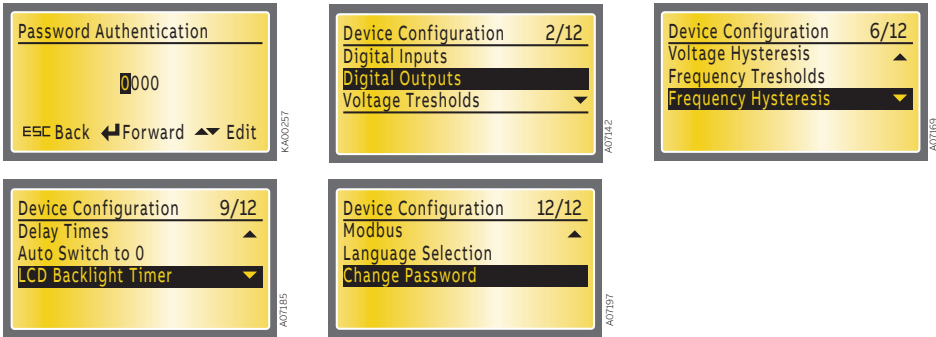 Password Authentication
0000
ESC Back Forward Edit
KA00257
Device Configuration 2/12
Digital Inputs
Digital Outputs
Voltage Tresholds
A07142
Device Configuration 6/12
Voltage Hysteresis
Frequency Tresholds
Frequency Hysteresis
A07169
Device Configuration 9/12
Delay Times
Auto Switch to 0
LCD Backlight Timer
A07185
Device Configuration 12/12
Modbus
Language Selection
Change Password
A07197